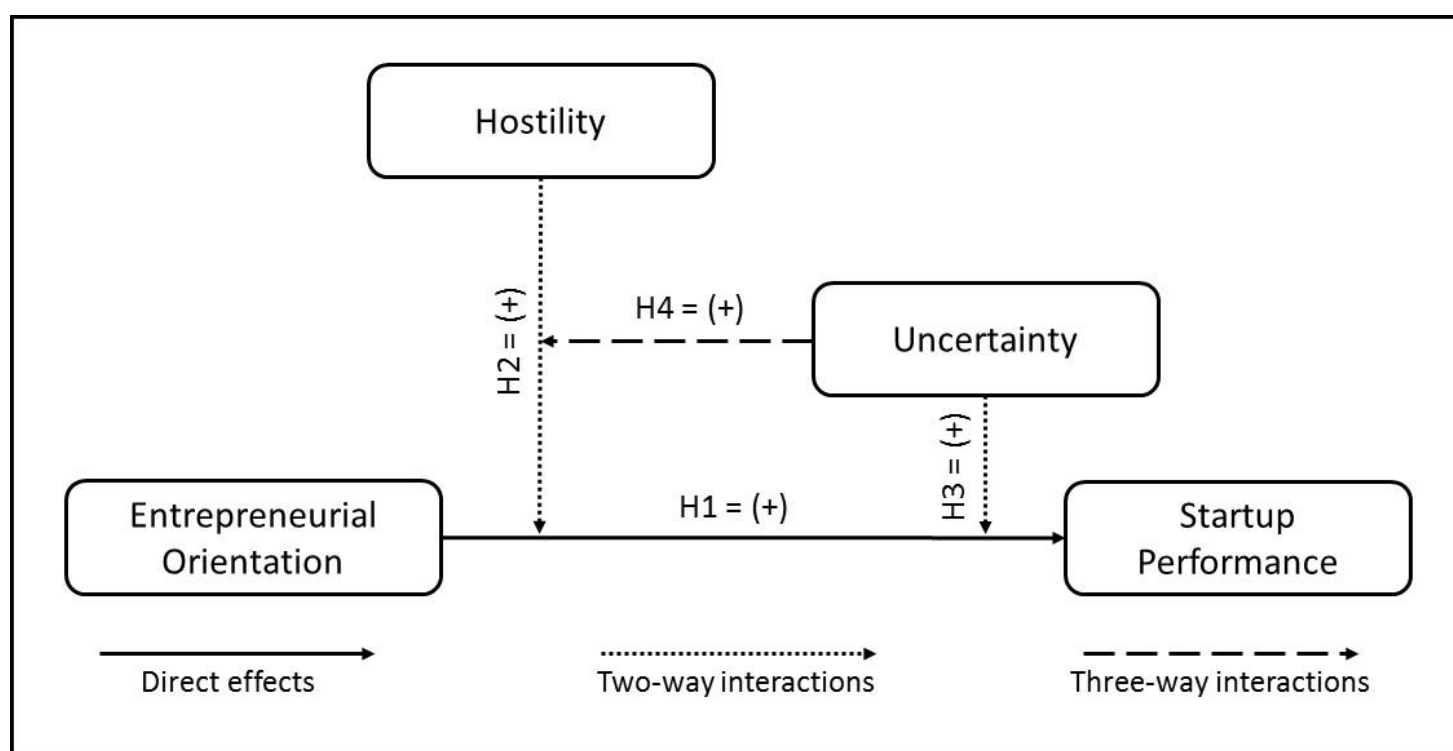 Hostility
H2 = (+)
H4 = (+)
Uncertainty
H3 = (+)
Entrepreneurial
Orientation
H1 = (+)
Startup
Performance
Direct effects
Two-way interactions
Three-way interactions